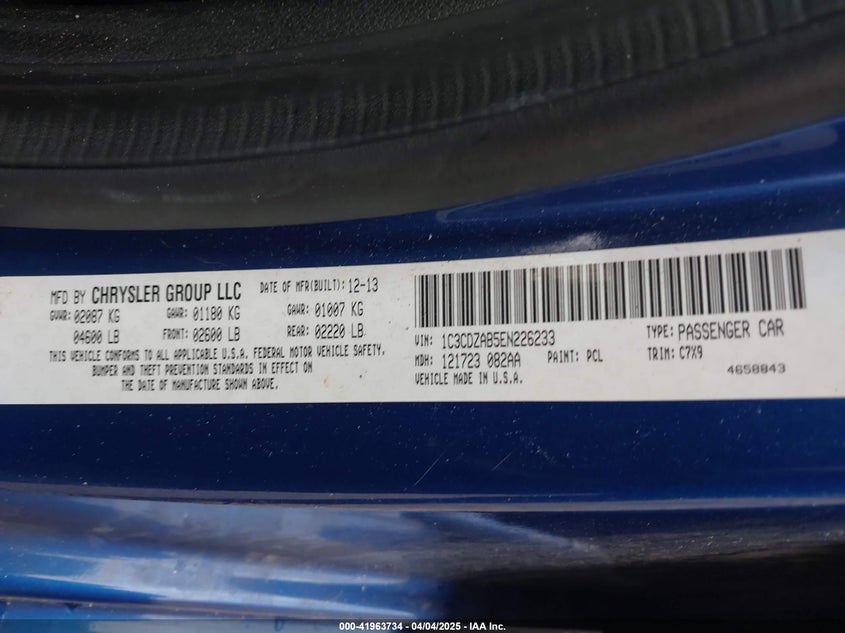 MFD BY CHRYSLER GROUP LLC DATE OF MFR(BUILT): 12-13
GVWR: 02087 KG GAWR: 01180 KG GAWR: 01007 KG
04600 LB FRONT: 02600 LB REAR: 02220 LB
THIS VEHICLE CONFORMS TO ALL APPLICABLE U.S.A. FEDERAL MOTOR VEHICLE SAFETY,
BUMPER AND THEFT PREVENTION STANDARDS IN EFFECT ON
THE DATE OF MANUFACTURE SHOWN ABOVE.
VIN: 1C3CDZAB5EN226233 TYPE: PASSENGER CAR
MDH: 121723 082AA PAINT: PCL TRIM: C7X9
VEHICLE MADE IN U.S.A. 4658843
000-41963734 | 04/04/2025 - IAA Inc.